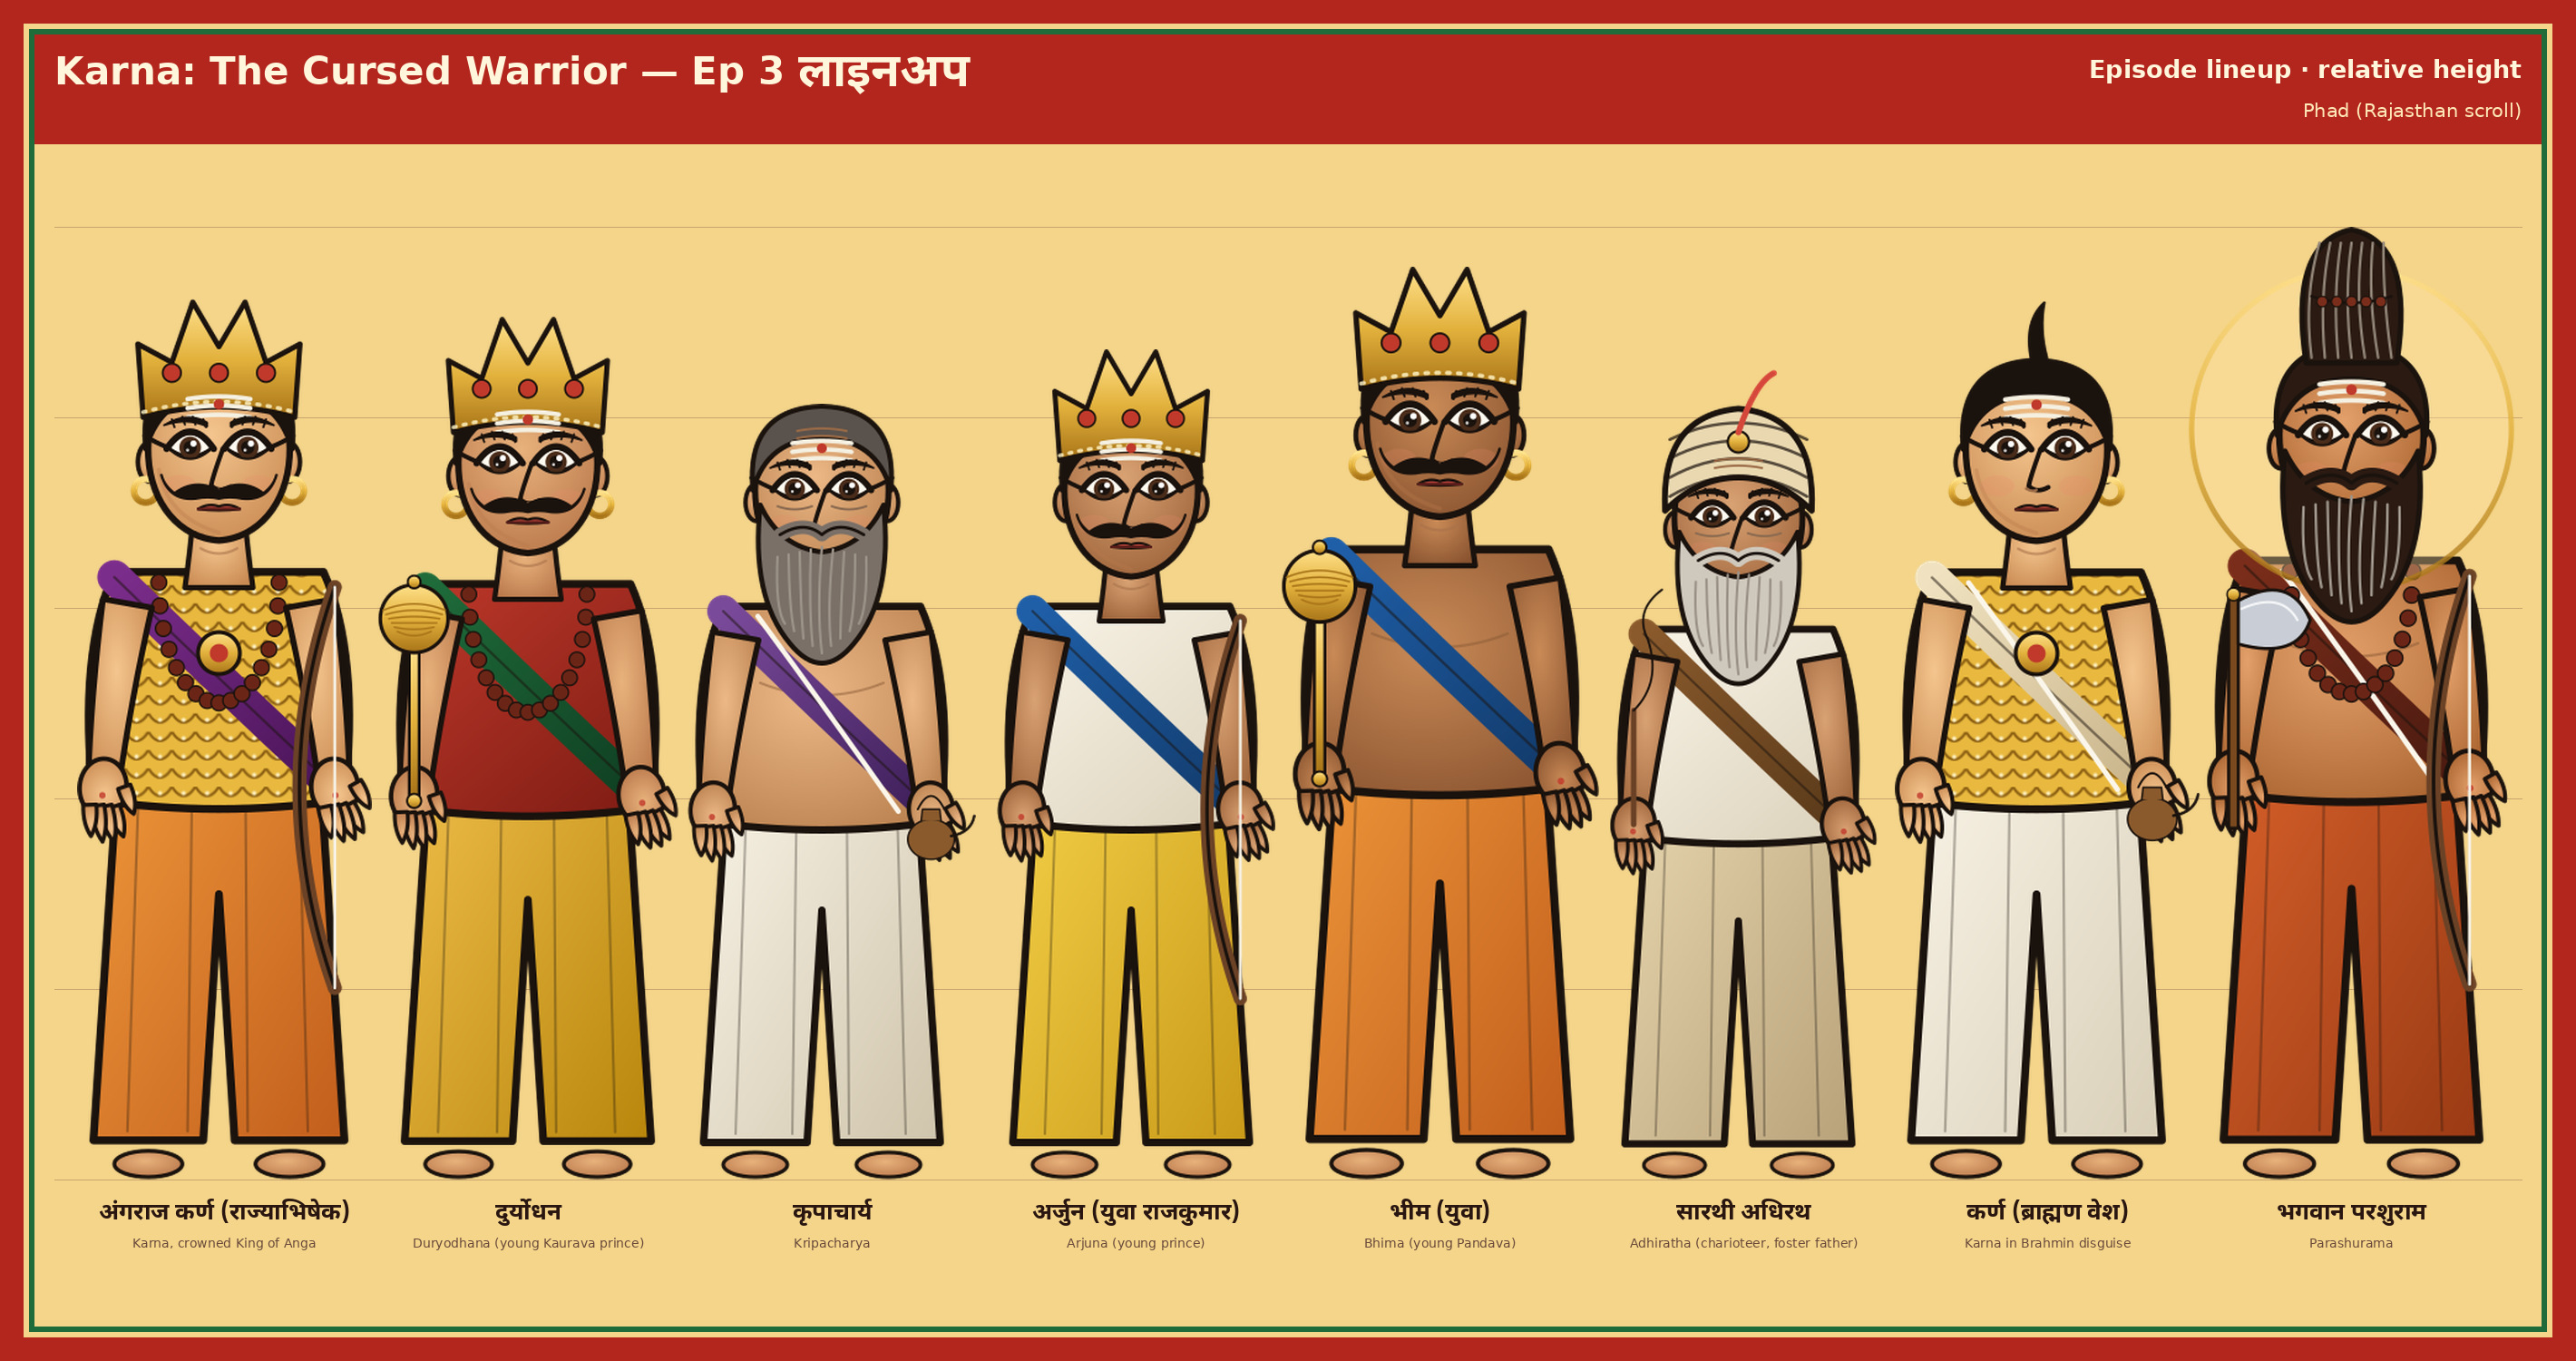 Karna: The Cursed Warrior — Ep 3 लाइनअप
Episode lineup · relative height
Phad (Rajasthan scroll)
अंगराज कर्ण (राज्याभिषेक)
Karna, crowned King of Anga
दुर्योधन
Duryodhana (young Kaurava prince)
कृपाचार्य
Kripacharya
अर्जुन (युवा राजकुमार)
Arjuna (young prince)
भीम (युवा)
Bhima (young Pandava)
सारथी अधिरथ
Adhiratha (charioteer, foster father)
कर्ण (ब्राह्मण वेश)
Karna in Brahmin disguise
भगवान परशुराम
Parashurama